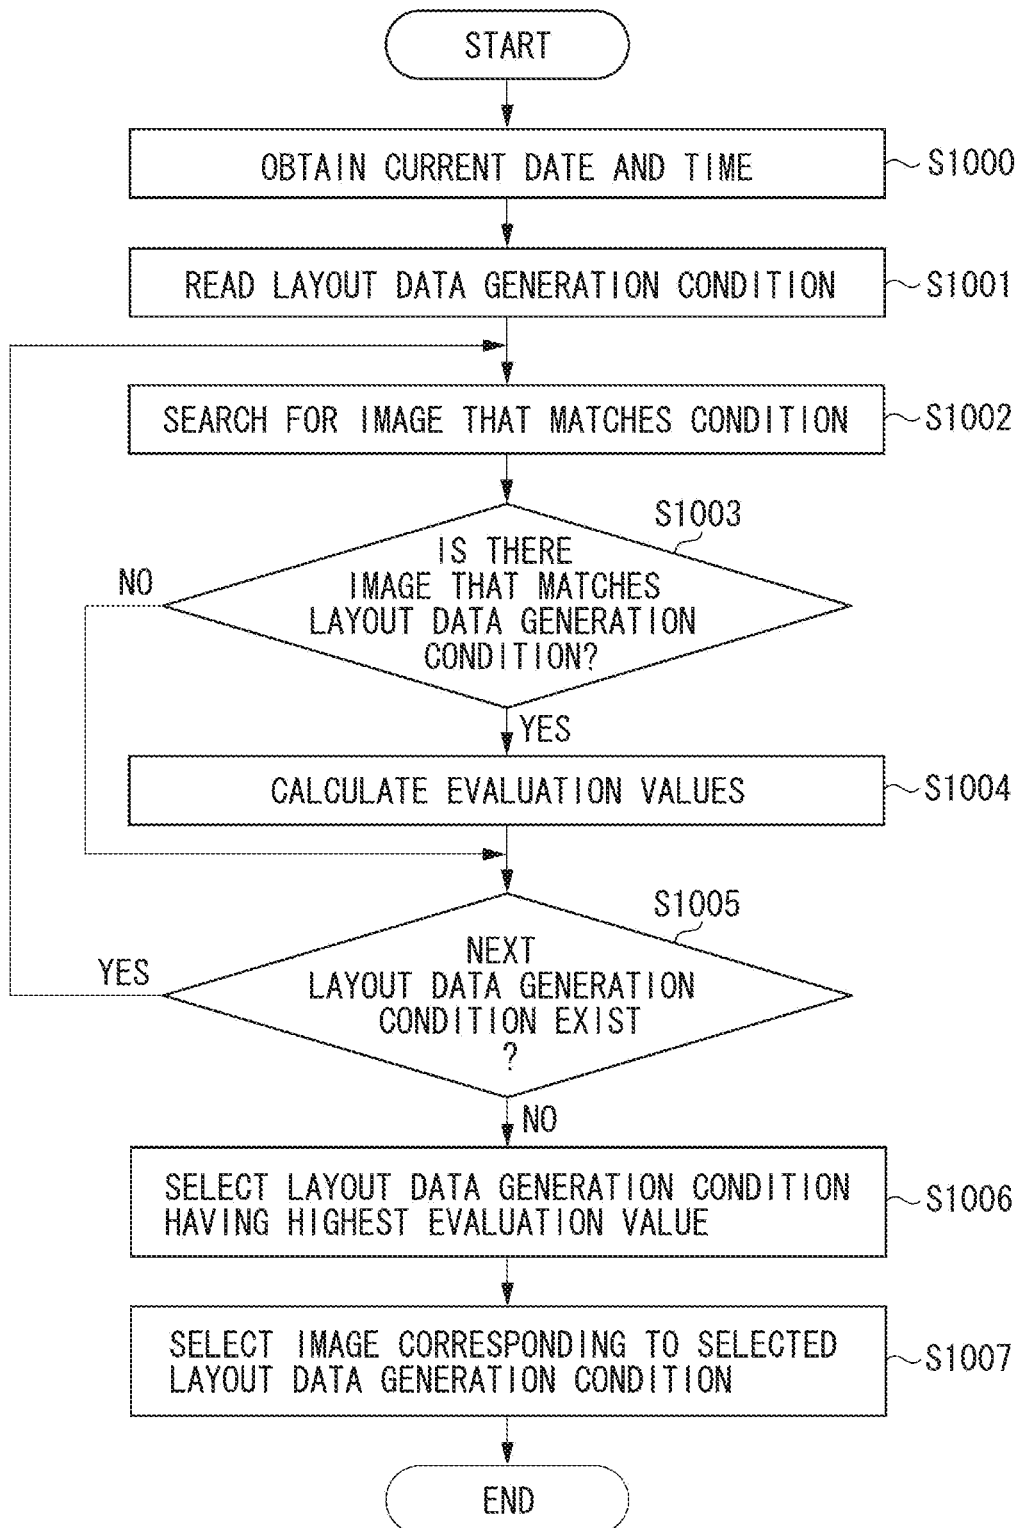 START
OBTAIN CURRENT DATE AND TIME
S1000
READ LAYOUT DATA GENERATION CONDITION
S1001
SEARCH FOR IMAGE THAT MATCHES CONDITION
S1002
S1003
IS THERE
IMAGE THAT MATCHES
LAYOUT DATA GENERATION
CONDITION?
NO
YES
CALCULATE EVALUATION VALUES
S1004
S1005
NEXT
LAYOUT DATA GENERATION
CONDITION EXIST
?
YES
NO
SELECT LAYOUT DATA GENERATION CONDITION
HAVING HIGHEST EVALUATION VALUE
S1006
SELECT IMAGE CORRESPONDING TO SELECTED
LAYOUT DATA GENERATION CONDITION
S1007
END